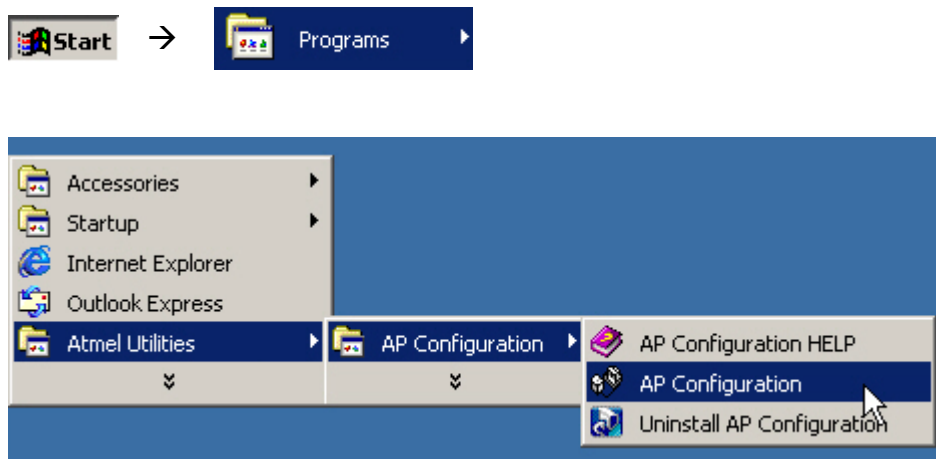 Start → Programs
Accessories
Startup
Internet Explorer
Outlook Express
Atmel Utilities
AP Configuration
AP Configuration HELP
AP Configuration
Uninstall AP Configuration